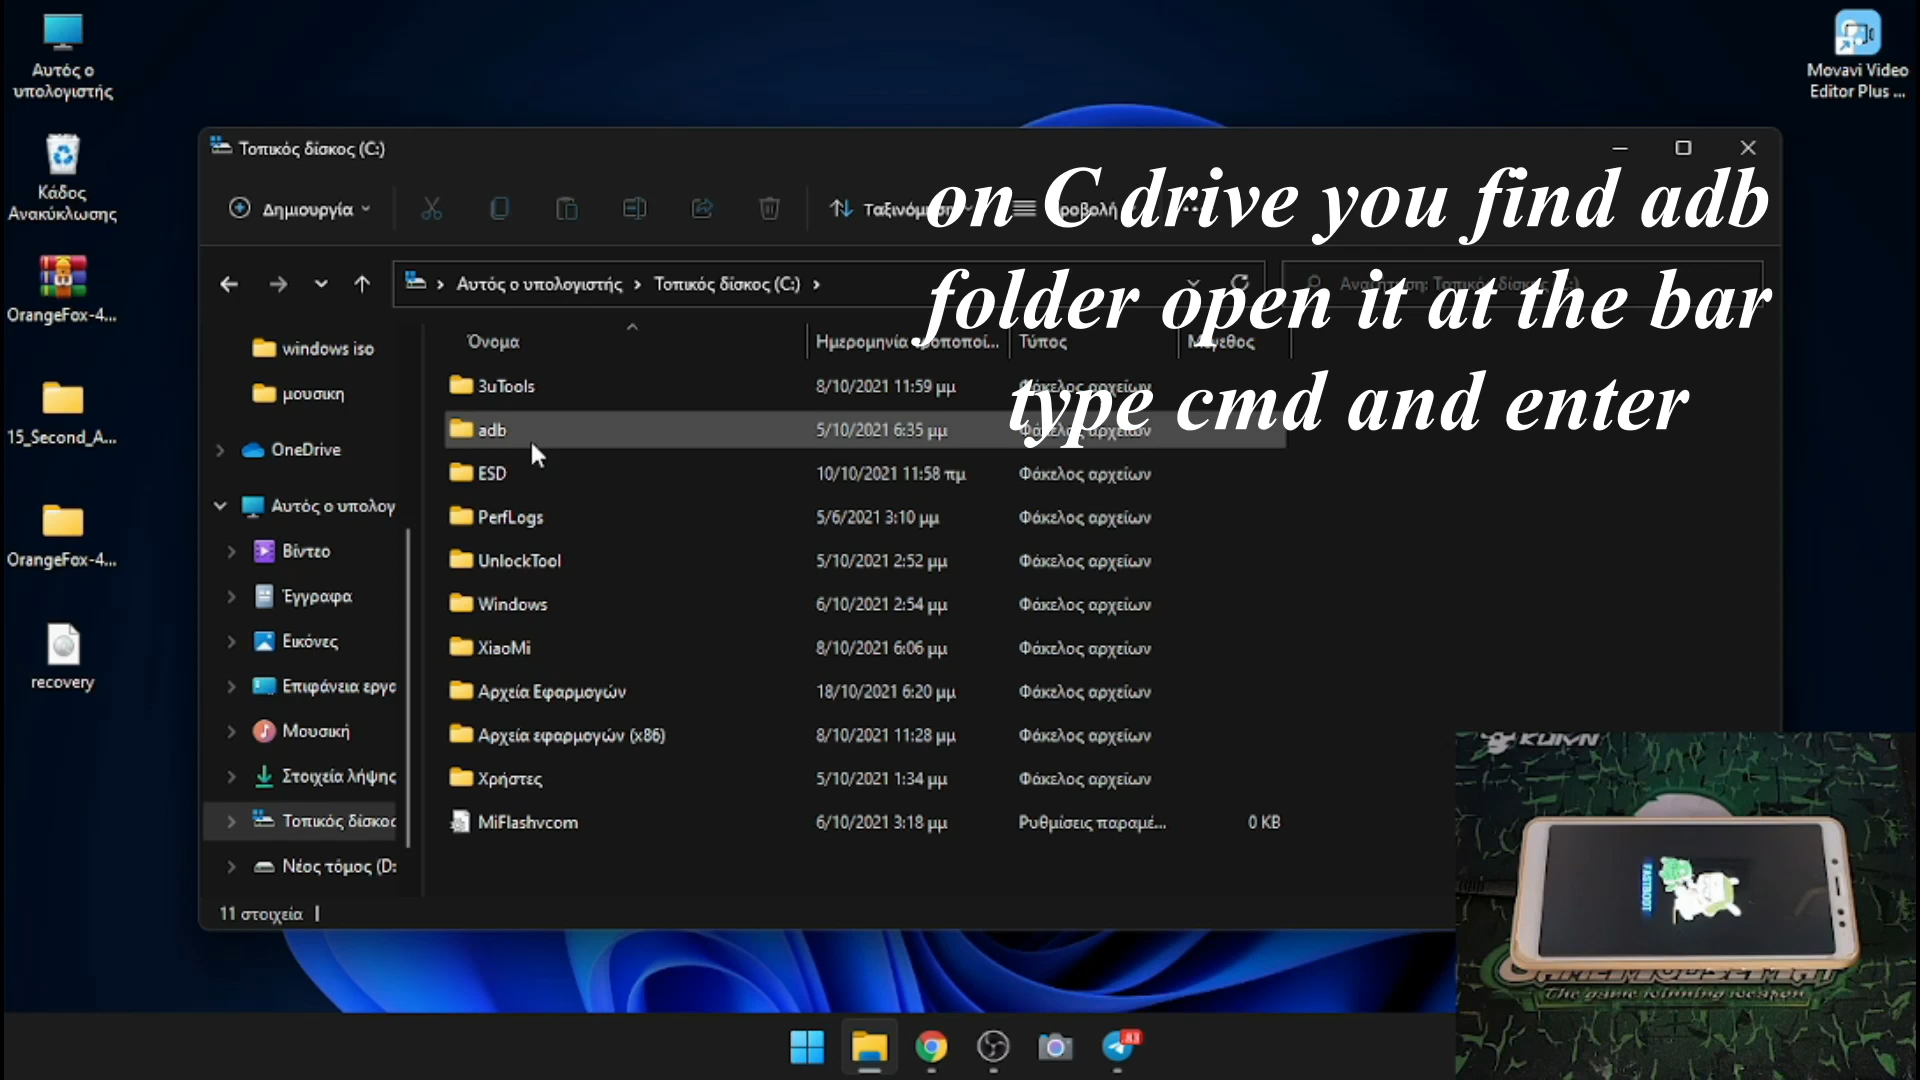 Αυτός ο
υπολογιστής
Κάδος
Ανακύκλωσης
OrangeFox-4...
15_Second_A...
OrangeFox-4...
recovery
Movavi Video
Editor Plus ...
Τοπικός δίσκος (C:)
on C drive you find adb
folder open it at the bar
type cmd and enter
Δημιουργία
Αυτός ο υπολογιστής > Τοπικός δίσκος (C:) >
windows iso
μουσικη
OneDrive
Αυτός ο υπολογ
Βίντεο
Έγγραφα
Εικόνες
Επιφάνεια εργα
Μουσική
Στοιχεία λήψης
Τοπικός δίσκος
Νέος τόμος (D:
Όνομα Ημερομηνία Τύπος Μέγεθος
3uTools 8/10/2021 11:59 μμ Φάκελος αρχείων
adb 5/10/2021 6:35 μμ Φάκελος αρχείων
ESD 10/10/2021 11:58 πμ Φάκελος αρχείων
PerfLogs 5/6/2021 3:10 μμ Φάκελος αρχείων
UnlockTool 5/10/2021 2:52 μμ Φάκελος αρχείων
Windows 6/10/2021 2:54 μμ Φάκελος αρχείων
XiaoMi 8/10/2021 6:06 μμ Φάκελος αρχείων
Αρχεία Εφαρμογών 18/10/2021 6:20 μμ Φάκελος αρχείων
Αρχεία εφαρμογών (x86) 8/10/2021 11:28 μμ Φάκελος αρχείων
Χρήστες 5/10/2021 1:34 μμ Φάκελος αρχείων
MiFlashvcom 6/10/2021 3:18 μμ Ρυθμίσεις παραμέ... 0 KB
11 στοιχεία
FASTBOOT
The game winning weapon